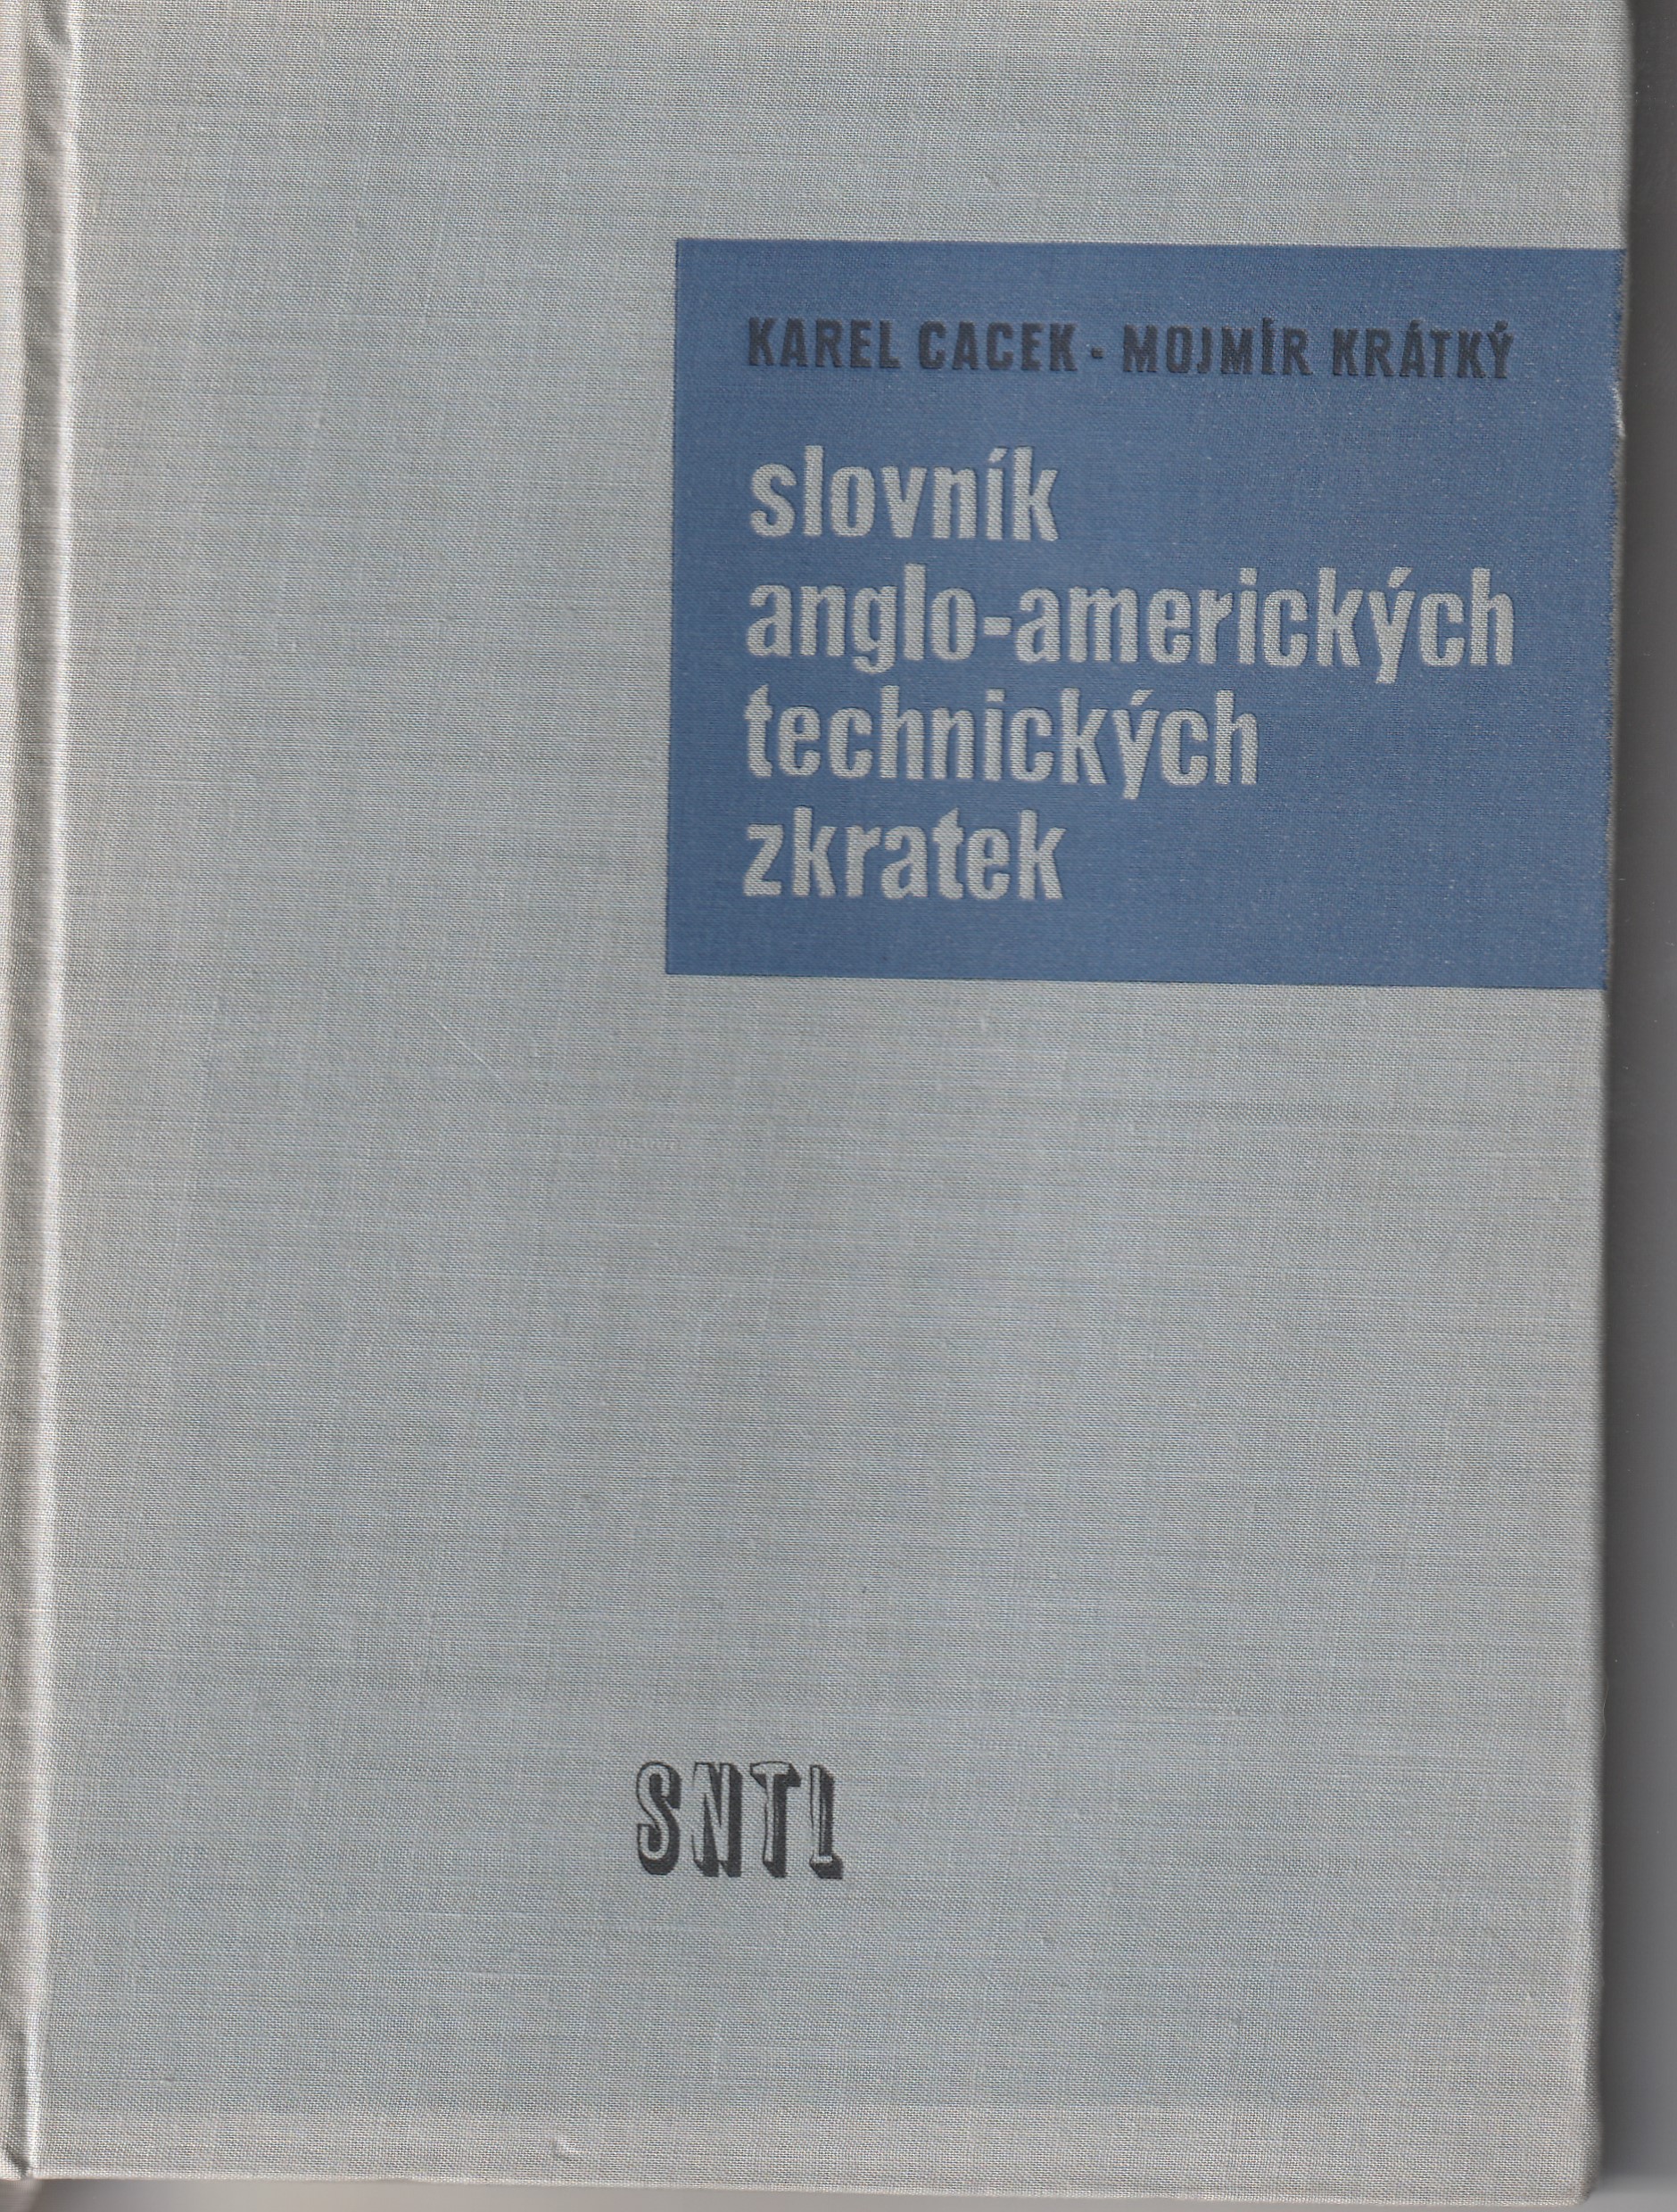 KAREL CACEK · MOJMÍR KRÁTKÝ
slovník
anglo-amerických
technických
zkratek
SNTL